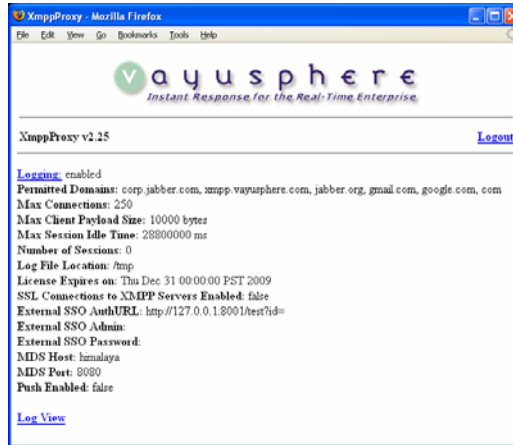 XmppProxy - Mozilla Firefox
File Edit View Go Bookmarks Tools Help
vayusphere
Instant Response for the Real-Time Enterprise
XmppProxy v2.25 Logout
Logging: enabled
Permitted Domains: corp.jabber.com, xmpp.vayusphere.com, jabber.org, gmail.com, google.com, com
Max Connections: 250
Max Client Payload Size: 10000 bytes
Max Session Idle Time: 28800000 ms
Number of Sessions: 0
Log File Location: /tmp
License Expires on: Thu Dec 31 00:00:00 PST 2009
SSL Connections to XMPP Servers Enabled: false
External SSO AuthURL: http://127.0.0.1:8001/test?id=
External SSO Admin:
External SSO Password:
MDS Host: himalaya
MDS Port: 8080
Push Enabled: false
Log View